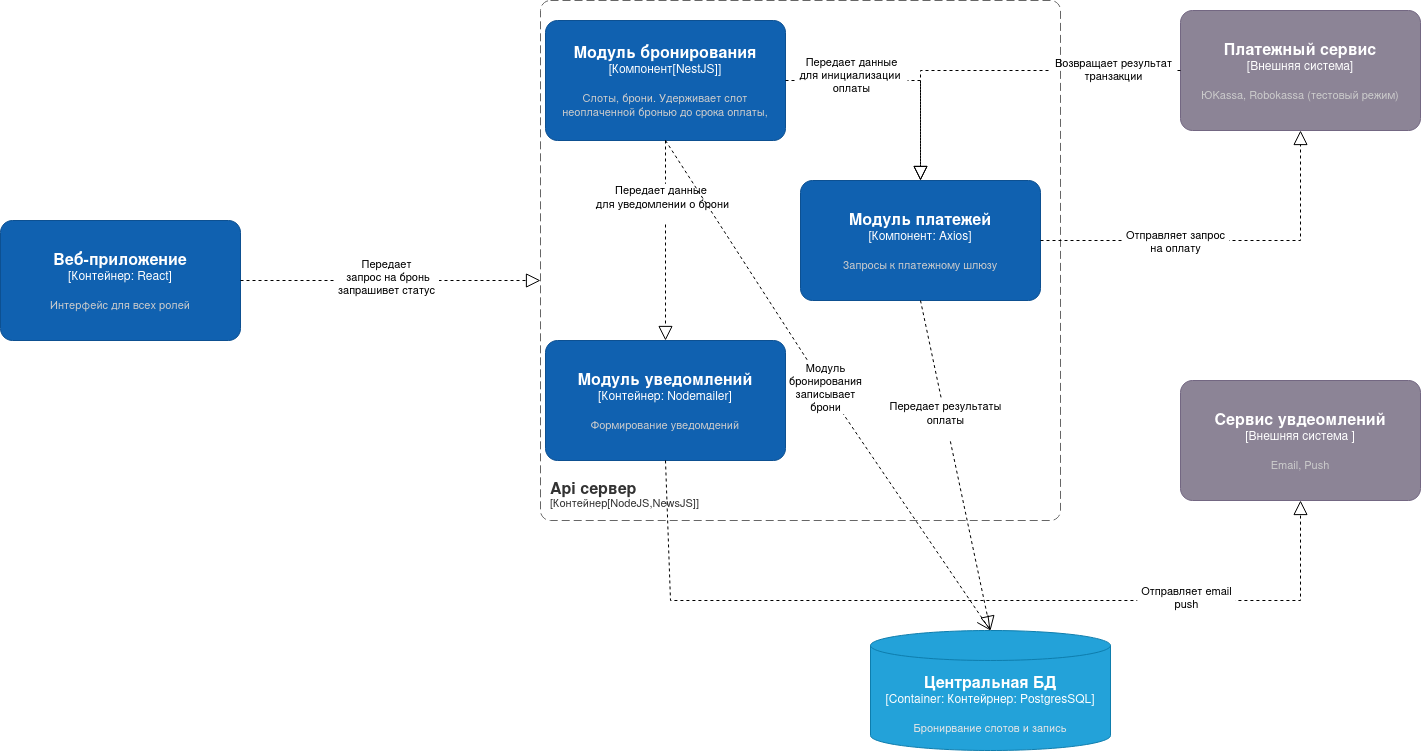 Модуль бронирования
[Компонент[NestJS]]
Слоты, брони. Удерживает слот
неоплаченной бронью до срока оплаты,
Передает данные
для инициализации
оплаты
Возвращает результат
транзакции
Платежный сервис
[Внешняя система]
ЮKassa, Robokassa (тестовый режим)
Передает данные
для уведомлении о брони
Модуль платежей
[Компонент: Axios]
Запросы к платежному шлюзу
Отправляет запрос
на оплату
Веб-приложение
[Контейнер: React]
Интерфейс для всех ролей
Передает
запрос на бронь
запрашивет статус
Модуль уведомлений
[Контейнер: Nodemailer]
Формирование уведомдений
Модуль
бронирования
записывает
брони
Передает результаты
оплаты
Сервис увдеомлений
[Внешняя система ]
Email, Push
Api сервер
[Контейнер[NodeJS,NewsJS]]
Отправляет email
push
Центральная БД
[Container: Контейрнер: PostgresSQL]
Бронирвание слотов и запись